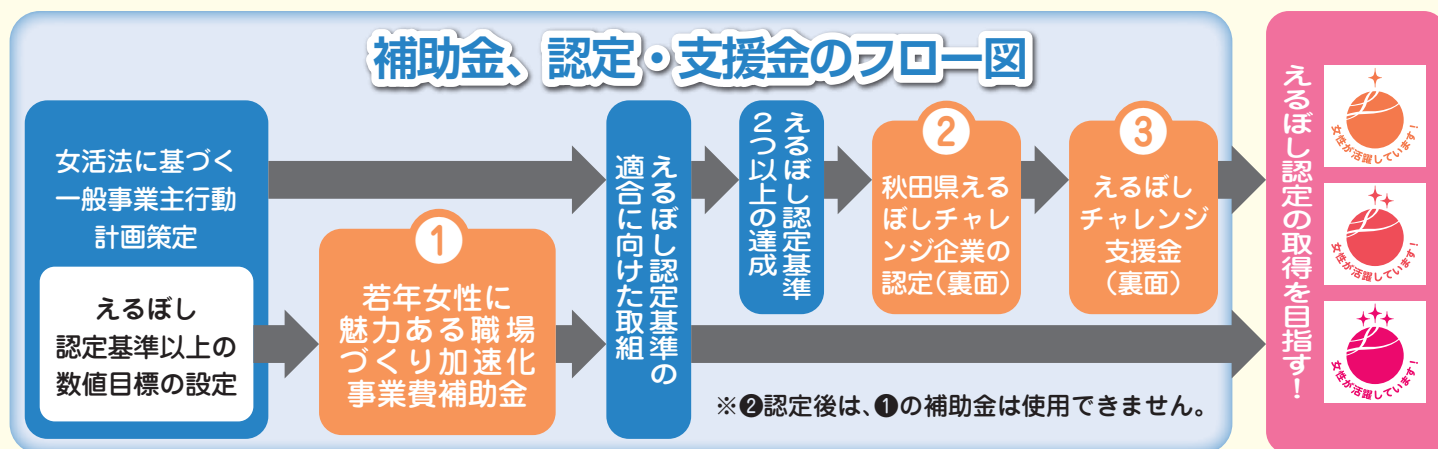 補助金、認定・支援金のフロー図
女活法に基づく
一般事業主行動
計画策定
えるぼし
認定基準以上の
数値目標の設定
1
若年女性に
魅力ある職場
づくり加速化
事業費補助金
えるぼし認定基準の
適合に向けた取組
えるぼし認定基準
2つ以上の達成
2
秋田県える
ぼしチャレ
ンジ企業の
認定(裏面)
3
えるぼし
チャレンジ
支援金
(裏面)
※❷認定後は、❶の補助金は使用できません。
えるぼし認定の取得を目指す!
女性が活躍しています!
女性が活躍しています!
女性が活躍しています!